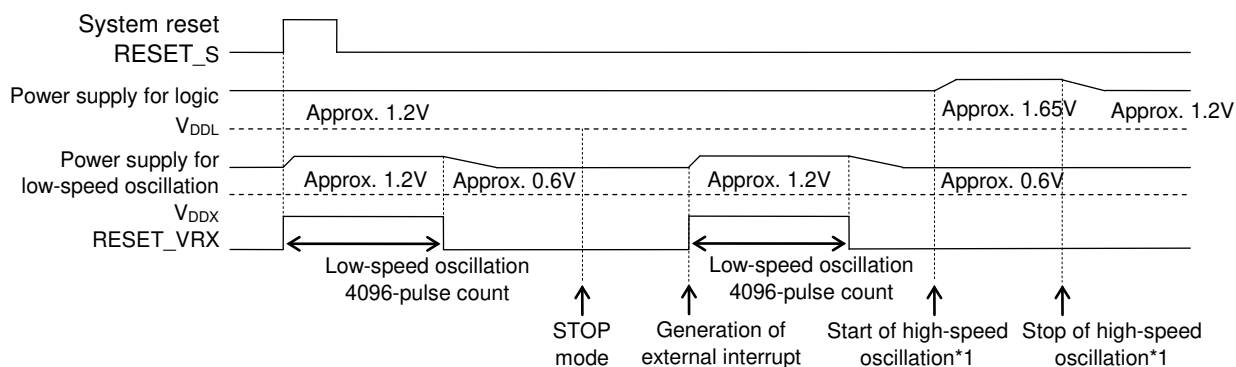 System reset
RESET_S
Power supply for logic
Approx. 1.2V
Approx. 1.65V
Approx. 1.2V
VDDL
Power supply for
low-speed oscillation
Approx. 1.2V
Approx. 0.6V
Approx. 1.2V
Approx. 0.6V
VDDX
RESET_VRX
Low-speed oscillation
4096-pulse count
Low-speed oscillation
4096-pulse count
STOP
mode
Generation of
external interrupt
Start of high-speed
oscillation*1
Stop of high-speed
oscillation*1